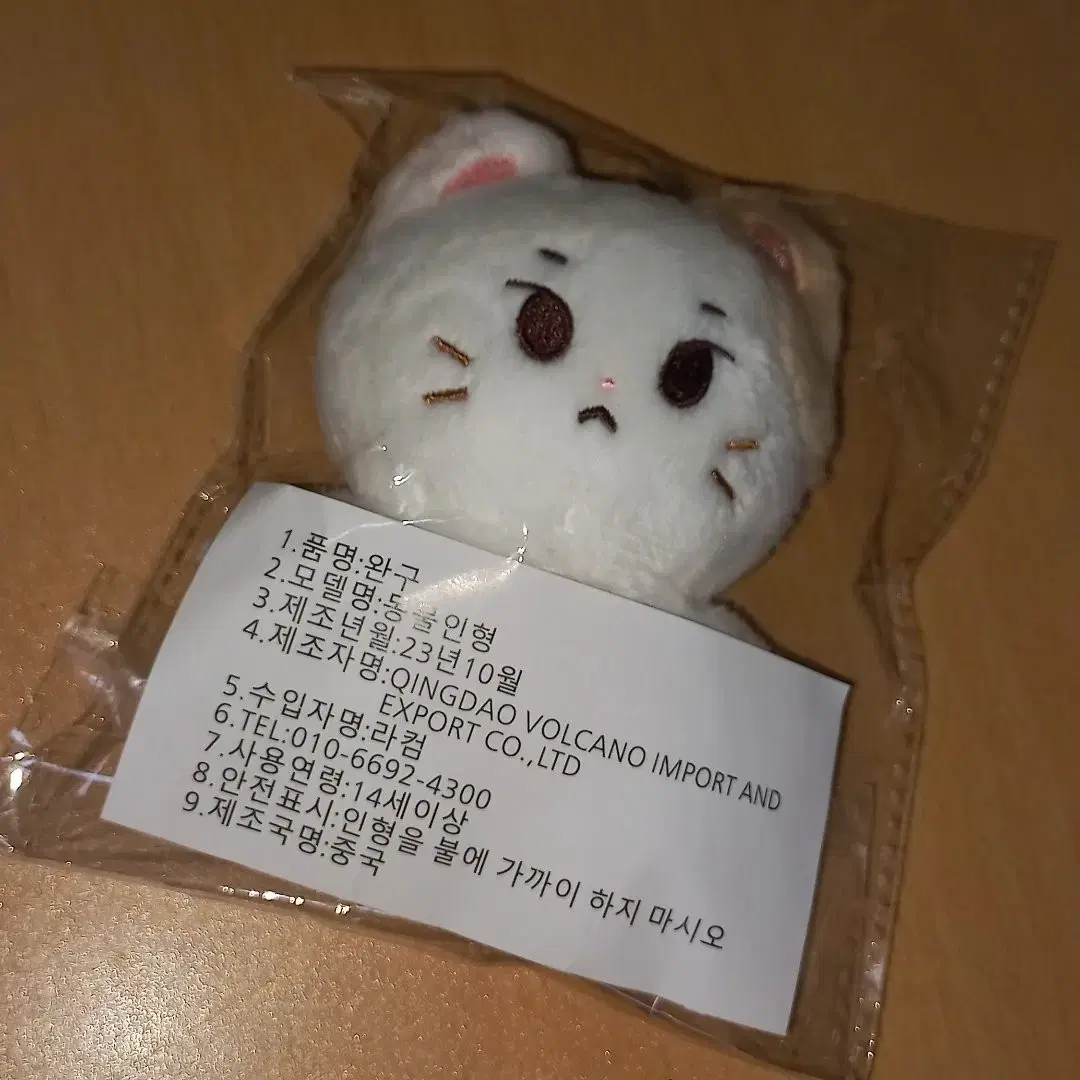 1.품명:완구
2.모델명:동물인형
3.제조년월:23년10월
4.제조자명:QINGDAO VOLCANO IMPORT AND
EXPORT CO.,LTD
5.수입자명:라컴
6.TEL:010-6692-4300
7.사용연령:14세이상
8.안전표시:인형을 불에 가까이 하지 마시오
9.제조국명:중국